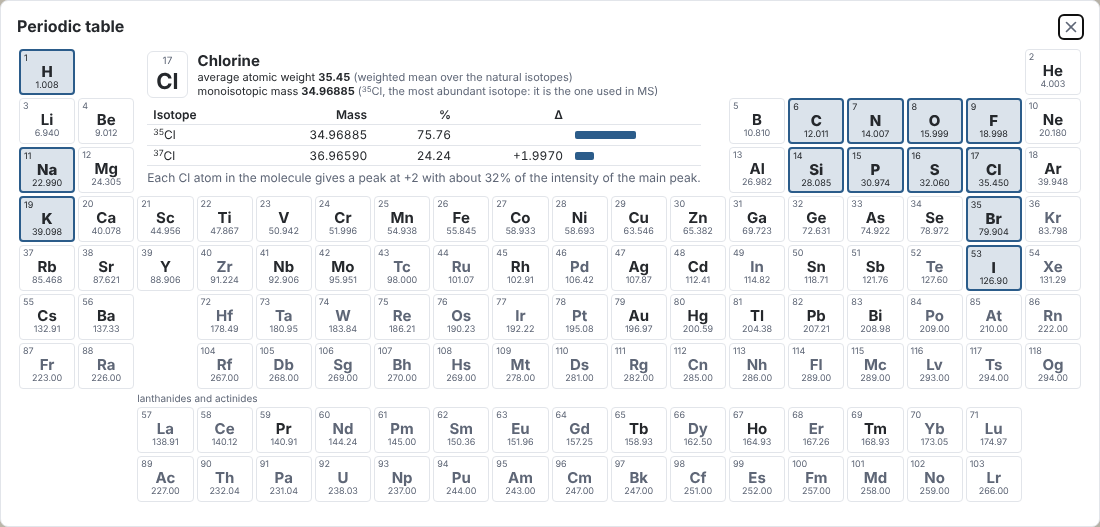 Periodic table
1 H 1.008
17 Cl
Chlorine
average atomic weight 35.45 (weighted mean over the natural isotopes)
monoisotopic mass 34.96885 (³⁵Cl, the most abundant isotope: it is the one used in MS)
2 He 4.003
Isotope Mass % Δ
³⁵Cl 34.96885 75.76
³⁷Cl 36.96590 24.24 +1.9970
Each Cl atom in the molecule gives a peak at +2 with about 32% of the intensity of the main peak.
3 Li 6.940
4 Be 9.012
5 B 10.810
6 C 12.011
7 N 14.007
8 O 15.999
9 F 18.998
10 Ne 20.180
11 Na 22.990
12 Mg 24.305
13 Al 26.982
14 Si 28.085
15 P 30.974
16 S 32.060
17 Cl 35.450
18 Ar 39.948
19 K 39.098
20 Ca 40.078
21 Sc 44.956
22 Ti 47.867
23 V 50.942
24 Cr 51.996
25 Mn 54.938
26 Fe 55.845
27 Co 58.933
28 Ni 58.693
29 Cu 63.546
30 Zn 65.382
31 Ga 69.723
32 Ge 72.631
33 As 74.922
34 Se 78.972
35 Br 79.904
36 Kr 83.798
37 Rb 85.468
38 Sr 87.621
39 Y 88.906
40 Zr 91.224
41 Nb 92.906
42 Mo 95.951
43 Tc 98.000
44 Ru 101.07
45 Rh 102.91
46 Pd 106.42
47 Ag 107.87
48 Cd 112.41
49 In 114.82
50 Sn 118.71
51 Sb 121.76
52 Te 127.60
53 I 126.90
54 Xe 131.29
55 Cs 132.91
56 Ba 137.33
72 Hf 178.49
73 Ta 180.95
74 W 183.84
75 Re 186.21
76 Os 190.23
77 Ir 192.22
78 Pt 195.08
79 Au 196.97
80 Hg 200.59
81 Tl 204.38
82 Pb 207.21
83 Bi 208.98
84 Po 209.00
85 At 210.00
86 Rn 222.00
87 Fr 223.00
88 Ra 226.00
104 Rf 267.00
105 Db 268.00
106 Sg 269.00
107 Bh 270.00
108 Hs 269.00
109 Mt 278.00
110 Ds 281.00
111 Rg 282.00
112 Cn 285.00
113 Nh 286.00
114 Fl 289.00
115 Mc 289.00
116 Lv 293.00
117 Ts 294.00
118 Og 294.00
lanthanides and actinides
57 La 138.91
58 Ce 140.12
59 Pr 140.91
60 Nd 144.24
61 Pm 145.00
62 Sm 150.36
63 Eu 151.96
64 Gd 157.25
65 Tb 158.93
66 Dy 162.50
67 Ho 164.93
68 Er 167.26
69 Tm 168.93
70 Yb 173.05
71 Lu 174.97
89 Ac 227.00
90 Th 232.04
91 Pa 231.04
92 U 238.03
93 Np 237.00
94 Pu 244.00
95 Am 243.00
96 Cm 247.00
97 Bk 247.00
98 Cf 251.00
99 Es 252.00
100 Fm 257.00
101 Md 258.00
102 No 259.00
103 Lr 266.00